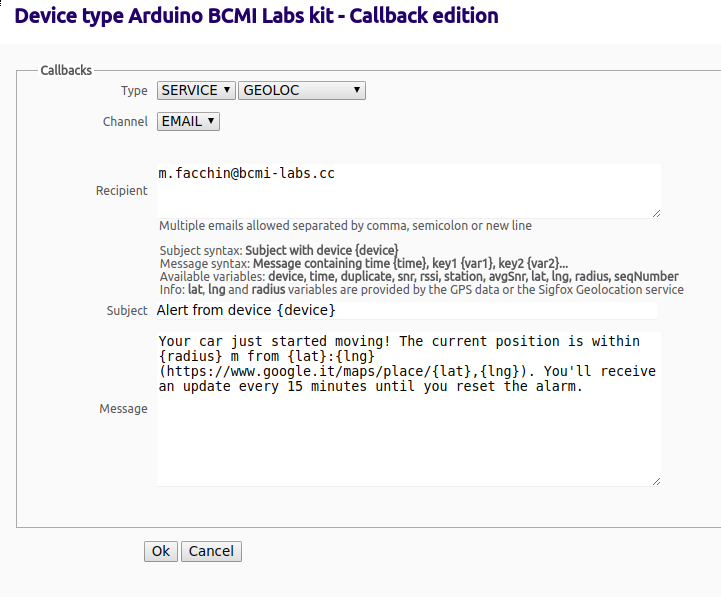 Device type Arduino BCMI Labs kit - Callback edition
Callbacks
Type SERVICE GEOLOC
Channel EMAIL
Recipient m.facchin@bcmi-labs.cc
Multiple emails allowed separated by comma, semicolon or new line
Subject syntax: Subject with device {device}
Message syntax: Message containing time {time}, key1 {var1}, key2 {var2}...
Available variables: device, time, duplicate, snr, rssi, station, avgSnr, lat, lng, radius, seqNumber
Info: lat, lng and radius variables are provided by the GPS data or the Sigfox Geolocation service
Subject Alert from device {device}
Message Your car just started moving! The current position is within
{radius} m from {lat}:{lng}
(https://www.google.it/maps/place/{lat},{lng}). You'll receive
an update every 15 minutes until you reset the alarm.
Ok Cancel